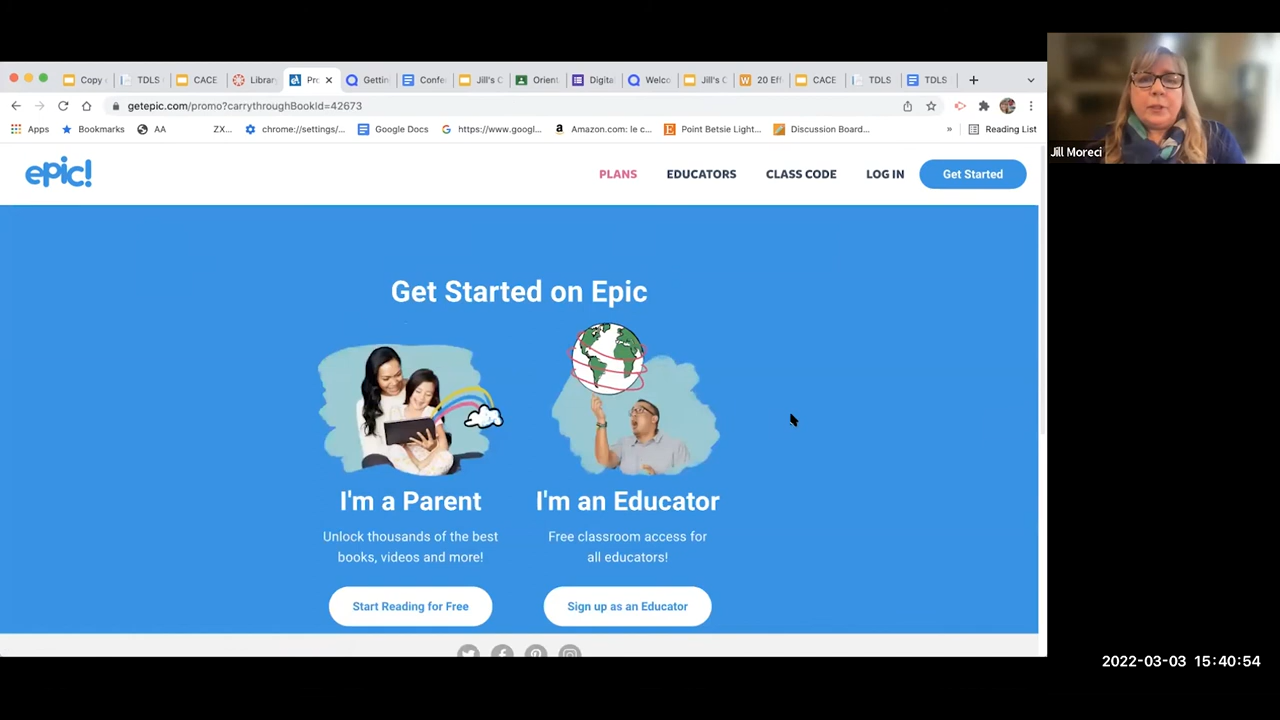 Copy
TDLS
CACE
Library
Pro
Gettin
Confe
Jill's C
Orient
Digita
Welco
Jill's C
20 Ef
CACE
TDLS
TDLS
getepic.com/promo?carrythroughBookId=42673
Apps
Bookmarks
AA
ZX...
chrome://settings/...
Google Docs
https://www.googl...
Amazon.com: le c...
Point Betsie Light...
Discussion Board...
»
Reading List
Jill Moreci
epic!
PLANS
EDUCATORS
CLASS CODE
LOG IN
Get Started
Get Started on Epic
I'm a Parent
I'm an Educator
Unlock thousands of the best
books, videos and more!
Free classroom access for
all educators!
Start Reading for Free
Sign up as an Educator
2022-03-03 15:40:54